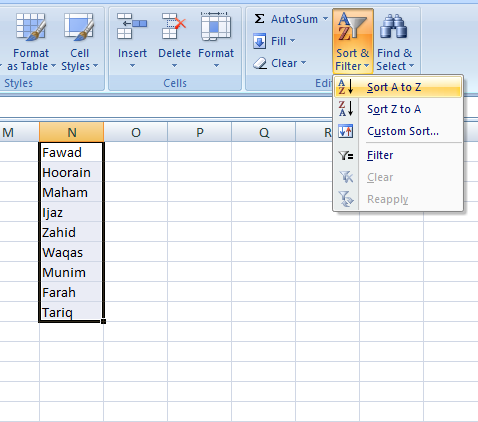 Format
as Table
Cell
Styles
Styles
Insert
Delete
Format
Cells
Σ AutoSum
Fill
Clear
Sort &
Filter
Find &
Select
Sort A to Z
Sort Z to A
Custom Sort...
Filter
Clear
Reapply
M N O P Q R
Fawad
Hoorain
Maham
Ijaz
Zahid
Waqas
Munim
Farah
Tariq